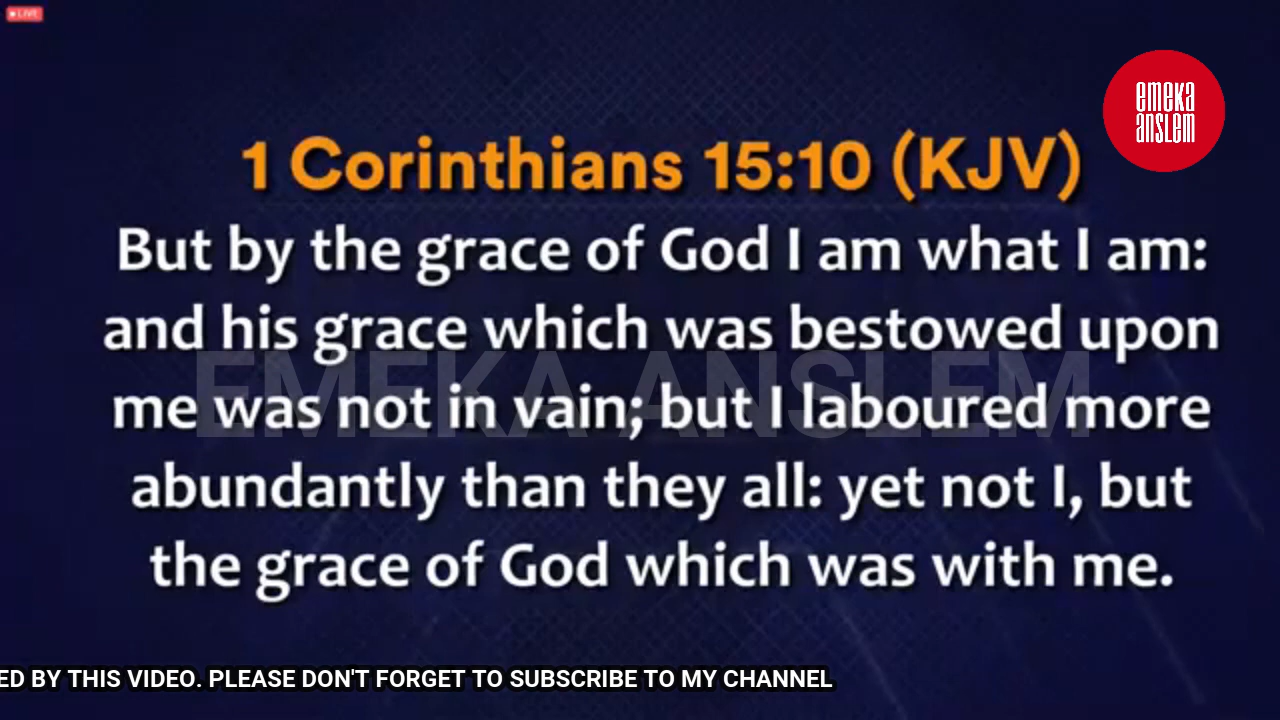 LIVE
emeka
anslem
1 Corinthians 15:10 (KJV)
But by the grace of God I am what I am:
and his grace which was bestowed upon
me was not in vain; but I laboured more
abundantly than they all: yet not I, but
the grace of God which was with me.
EMEKA ANSLEM
ED BY THIS VIDEO. PLEASE DON'T FORGET TO SUBSCRIBE TO MY CHANNEL